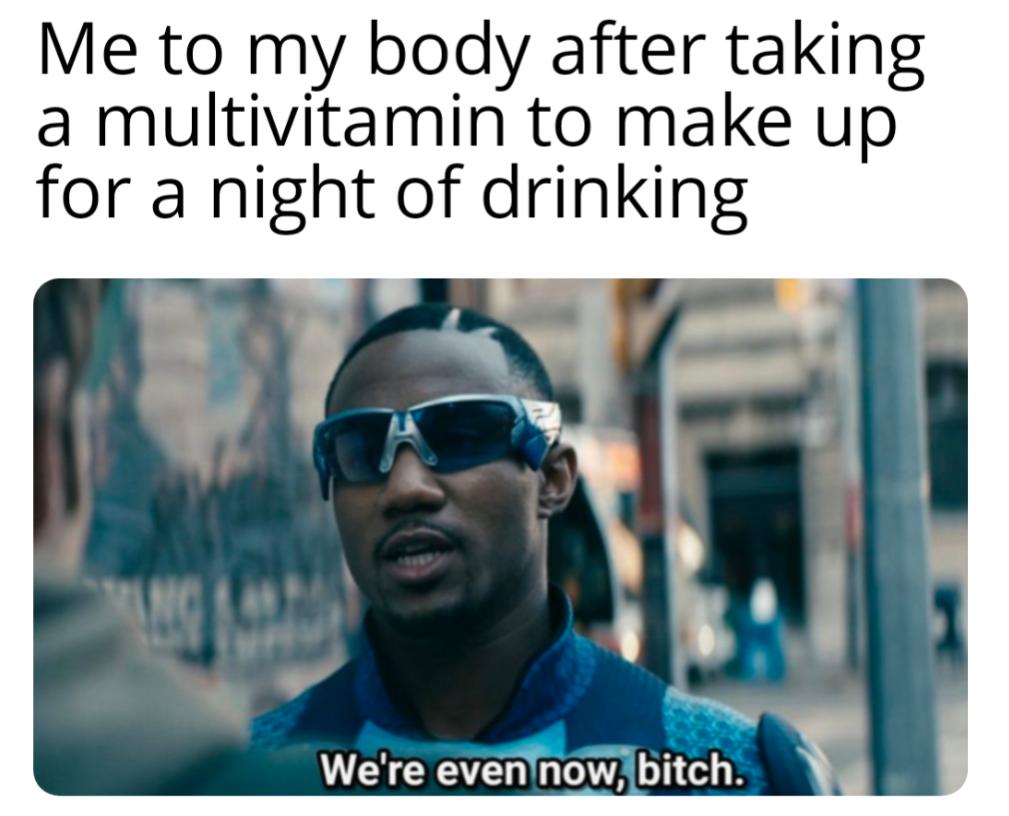 Me to my body after taking
a multivitamin to make up
for a night of drinking
We're even now, bitch.